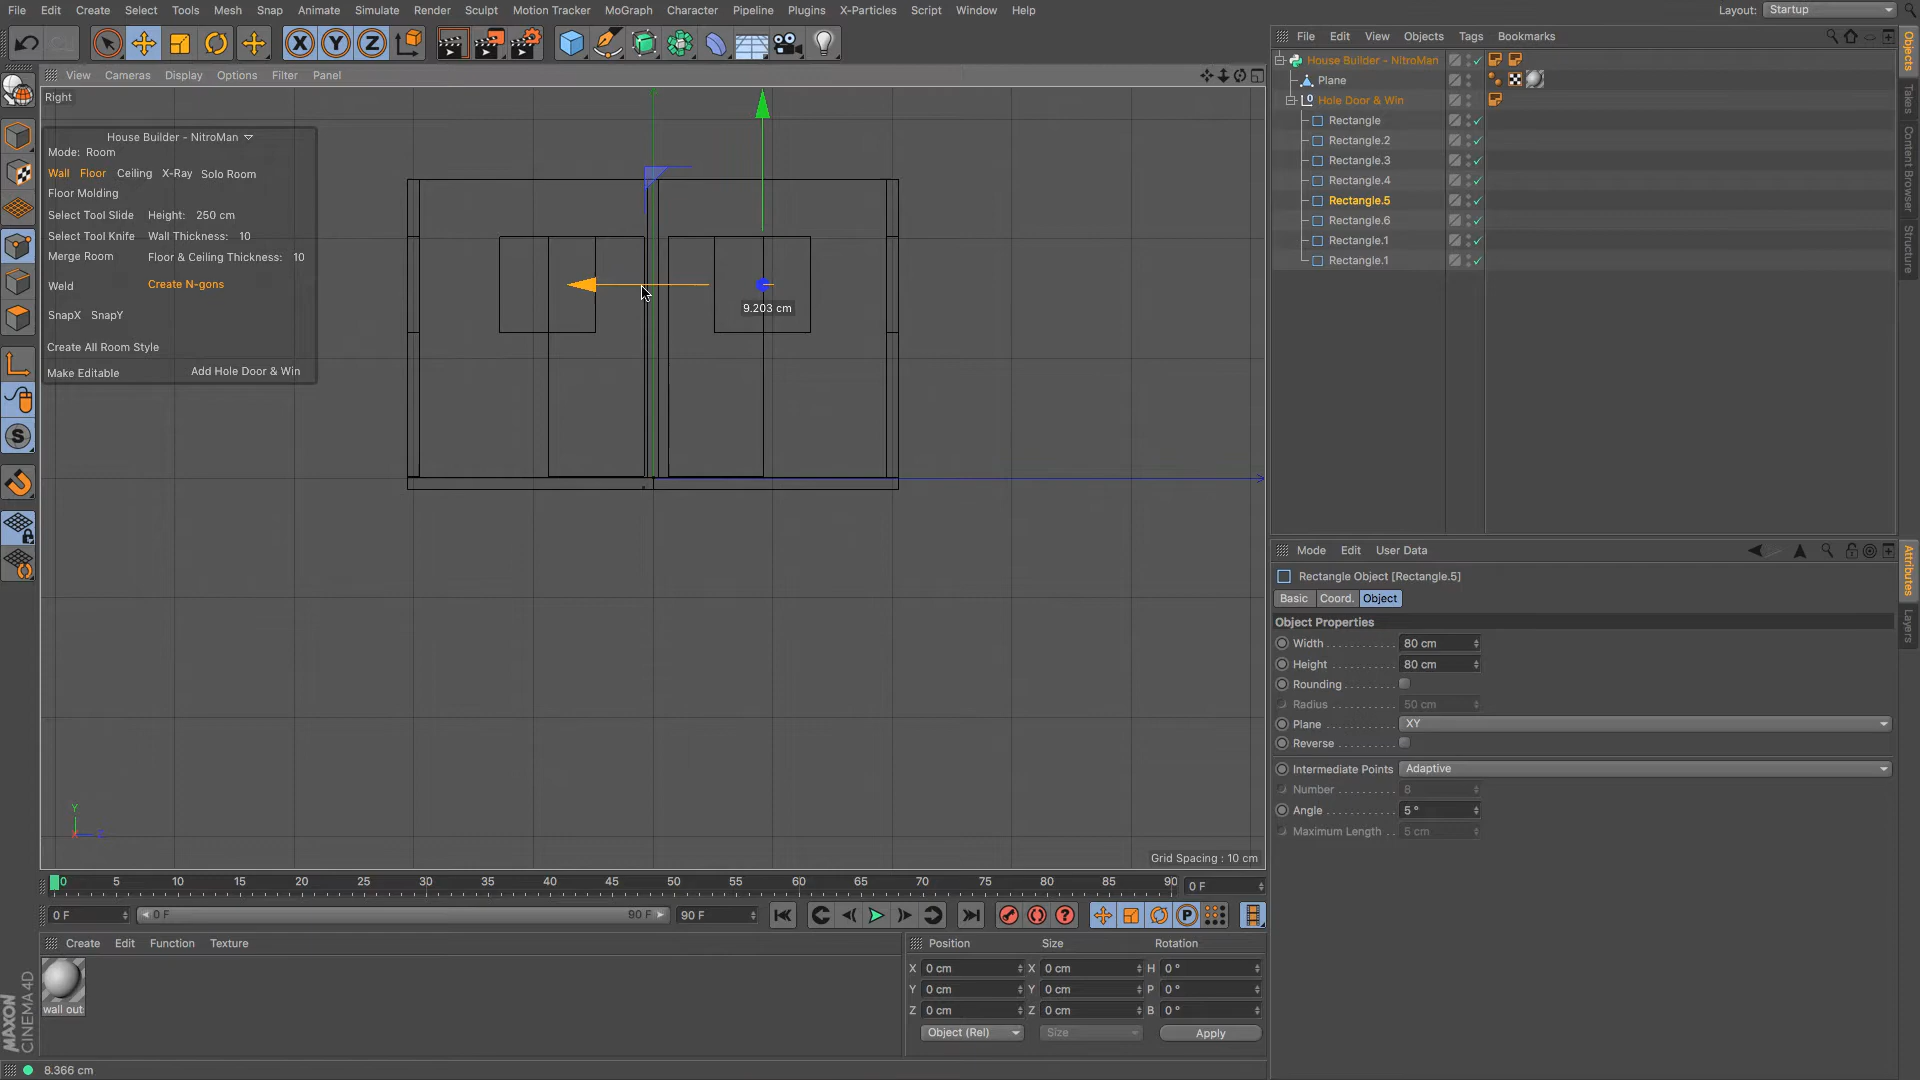 File Edit Create Select Tools Mesh Snap Animate Simulate Render Sculpt Motion Tracker MoGraph Character Pipeline Plugins X-Particles Script Window Help
Layout: Startup
View Cameras Display Options Filter Panel
Right
House Builder - NitroMan
Mode: Room
Wall Floor Ceiling X-Ray Solo Room
Floor Molding
Select Tool Slide Height: 250 cm
Select Tool Knife Wall Thickness: 10
Merge Room Floor & Ceiling Thickness: 10
Weld Create N-gons
SnapX SnapY
Create All Room Style
Make Editable Add Hole Door & Win
9.203 cm
Y
Z
X
Grid Spacing : 10 cm
File Edit View Objects Tags Bookmarks
House Builder - NitroMan
Plane
Hole Door & Win
Rectangle
Rectangle.2
Rectangle.3
Rectangle.4
Rectangle.5
Rectangle.6
Rectangle.1
Rectangle.1
Objects
Takes
Content Browser
Structure
Mode Edit User Data
Rectangle Object [Rectangle.5]
Basic Coord. Object
Object Properties
Width 80 cm
Height 80 cm
Rounding
Radius 50 cm
Plane XY
Reverse
Intermediate Points Adaptive
Number 8
Angle 5 °
Maximum Length 5 cm
Attributes
Layers
0 5 10 15 20 25 30 35 40 45 50 55 60 65 70 75 80 85 90 0 F
0 F 0 F 90 F 90 F
Create Edit Function Texture
wall out
Position Size Rotation
X 0 cm X 0 cm H 0 °
Y 0 cm Y 0 cm P 0 °
Z 0 cm Z 0 cm B 0 °
Object (Rel) Size Apply
MAXON
CINEMA 4D
8.366 cm